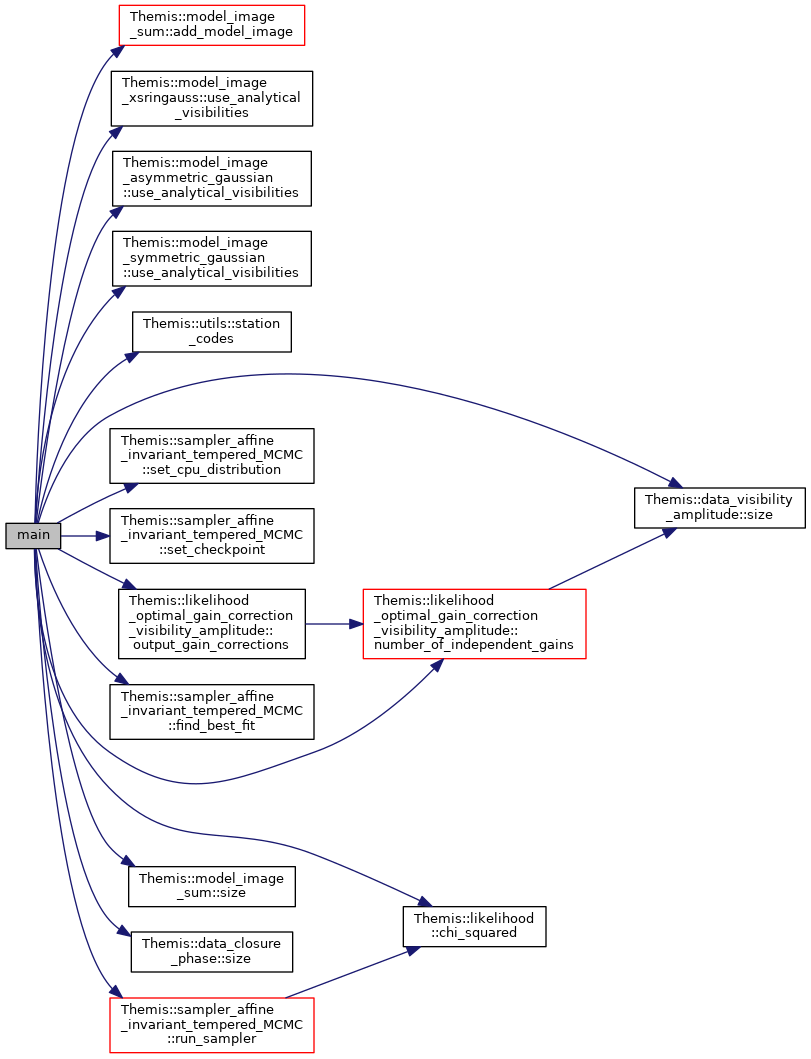 Themis::model_image
_sum::add_model_image
Themis::model_image
_xsringauss::use_analytical
_visibilities
Themis::model_image
_asymmetric_gaussian
::use_analytical_visibilities
Themis::model_image
_symmetric_gaussian
::use_analytical_visibilities
Themis::utils::station
_codes
Themis::sampler_affine
_invariant_tempered_MCMC
::set_cpu_distribution
Themis::data_visibility
_amplitude::size
main
Themis::sampler_affine
_invariant_tempered_MCMC
::set_checkpoint
Themis::likelihood
_optimal_gain_correction
_visibility_amplitude::
output_gain_corrections
Themis::likelihood
_optimal_gain_correction
_visibility_amplitude::
number_of_independent_gains
Themis::sampler_affine
_invariant_tempered_MCMC
::find_best_fit
Themis::model_image
_sum::size
Themis::likelihood
::chi_squared
Themis::data_closure
_phase::size
Themis::sampler_affine
_invariant_tempered_MCMC
::run_sampler